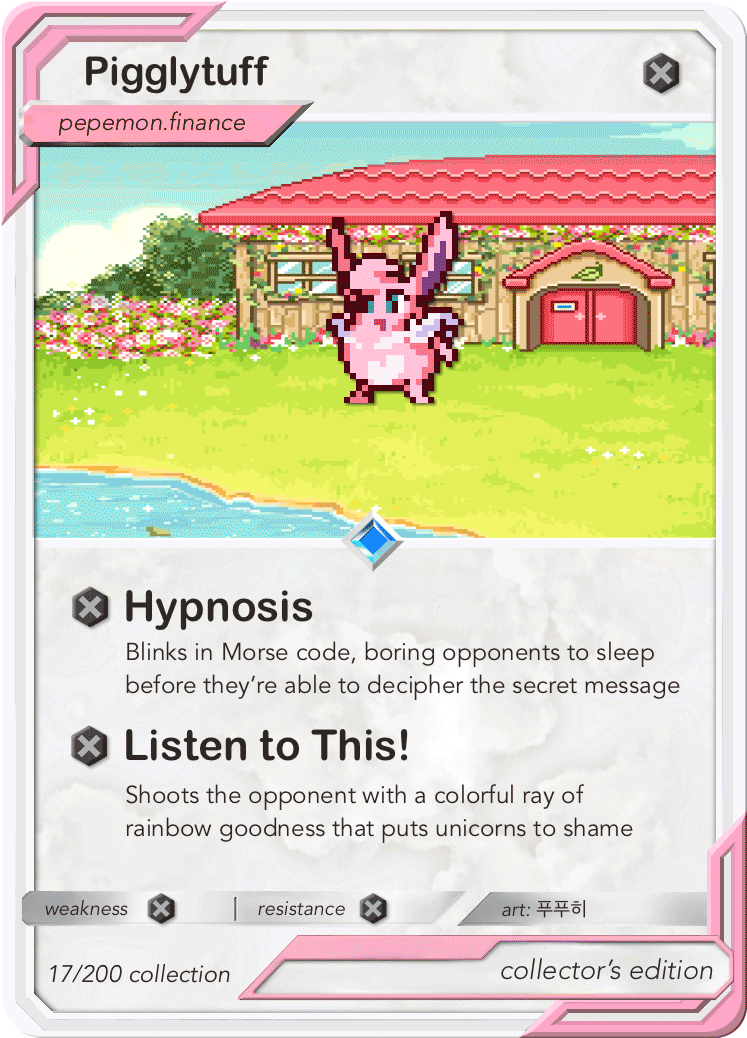 Pigglytuff
pepemon.finance
Hypnosis
Blinks in Morse code, boring opponents to sleep
before they’re able to decipher the secret message
Listen to This!
Shoots the opponent with a colorful ray of
rainbow goodness that puts unicorns to shame
weakness | resistance art: 푸푸히
17/200 collection
collector’s edition